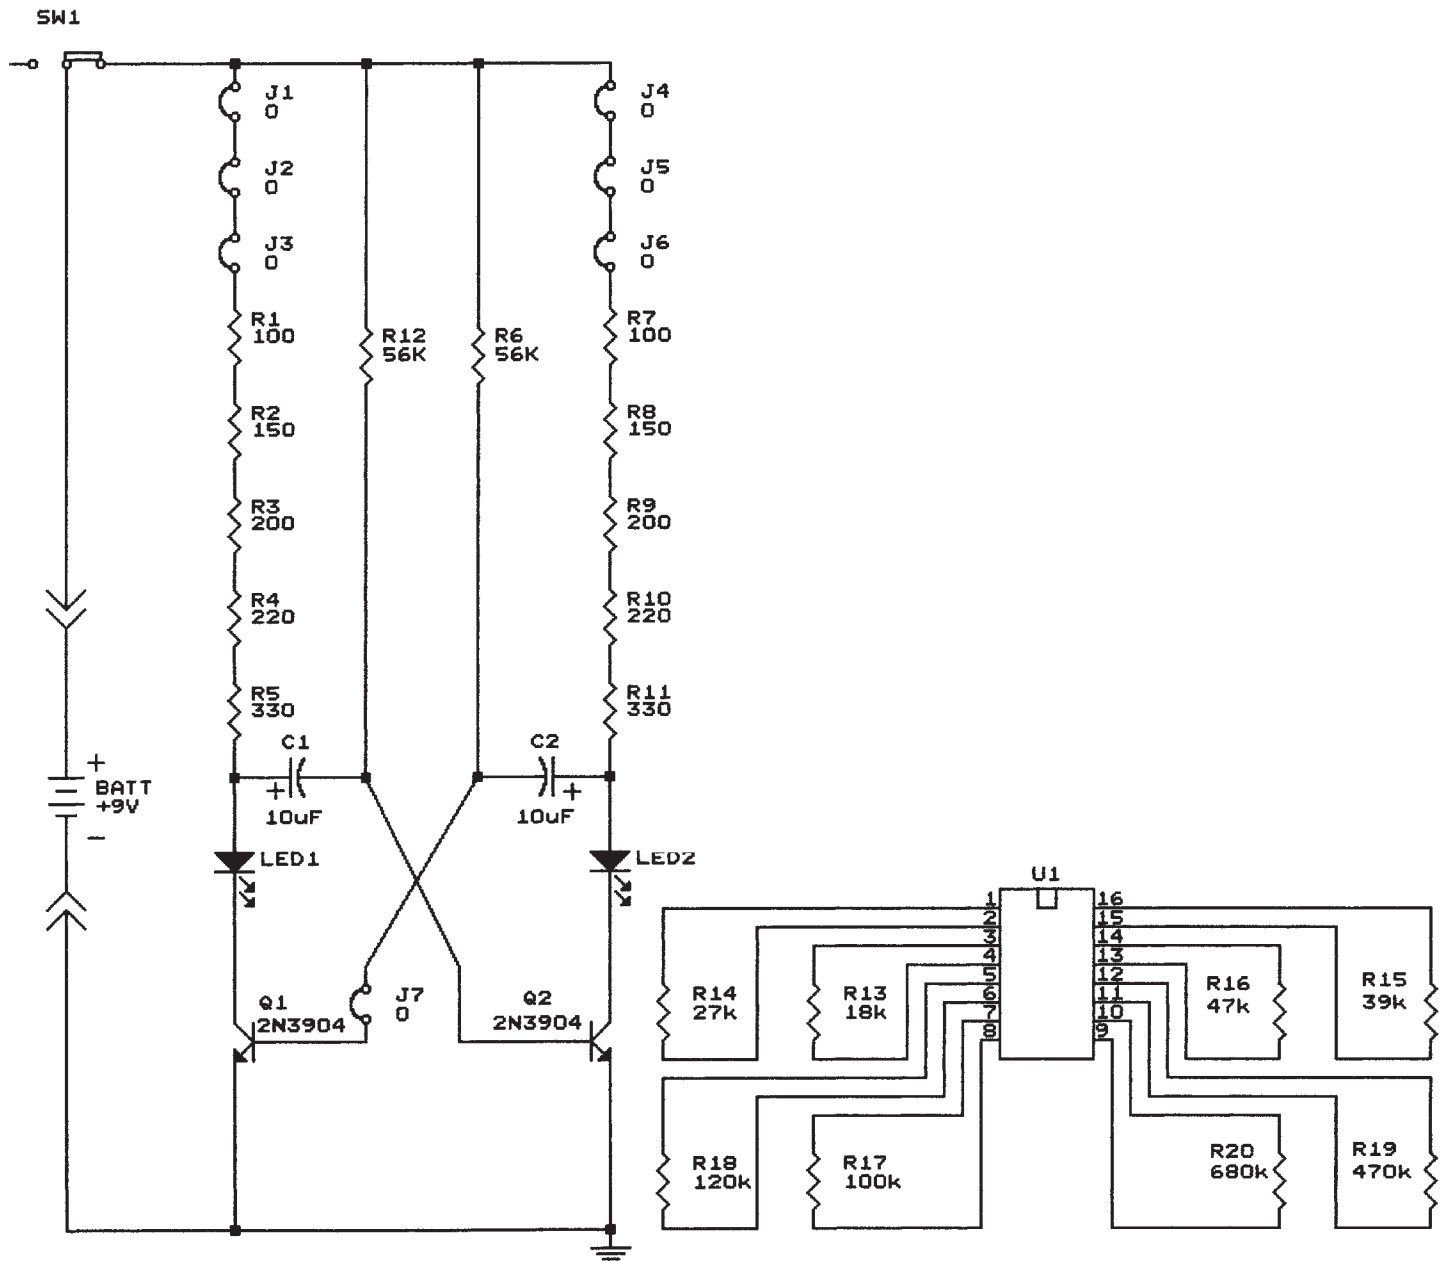 SW1
J1
0
J4
0
J2
0
J5
0
J3
0
J6
0
R1
100
R12
56K
R6
56K
R7
100
R2
150
R8
150
R3
200
R9
200
R4
220
R10
220
R5
330
R11
330
C1
+
10uF
C2
+
10uF
+
BATT
+9V
−
LED1
LED2
Q1
2N3904
J7
0
Q2
2N3904
U1
1
2
3
4
5
6
7
8
16
15
14
13
12
11
10
9
R14
27k
R13
18k
R16
47k
R15
39k
R18
120k
R17
100k
R20
680k
R19
470k